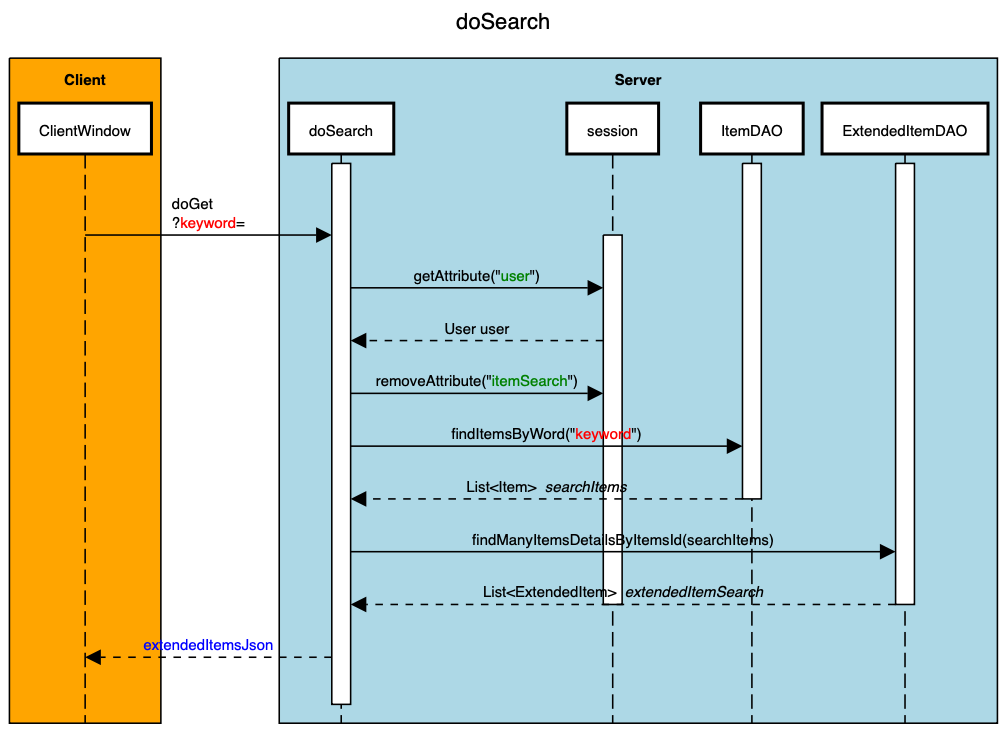 doSearch
Client
Server
ClientWindow
doSearch
session
ItemDAO
ExtendedItemDAO
doGet
?keyword=
getAttribute("user")
User user
removeAttribute("itemSearch")
findItemsByWord("keyword")
List<Item> searchItems
findManyItemsDetailsByItemsId(searchItems)
List<ExtendedItem> extendedItemSearch
extendedItemsJson